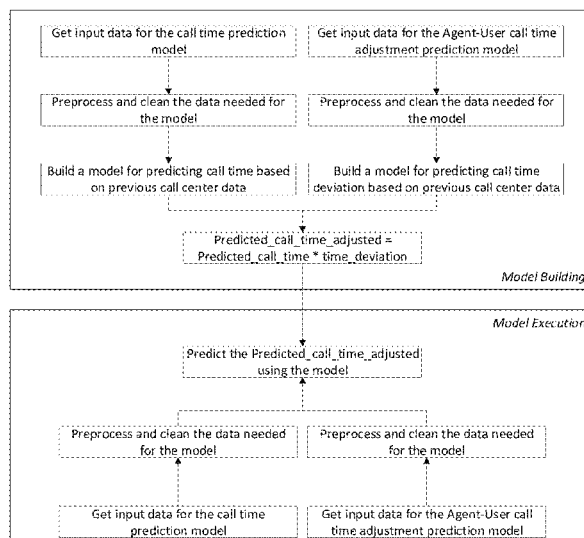 Get input data for the call time prediction
model
Get input data for the Agent-User call time
adjustment prediction model
Preprocess and clean the data needed for
the model
Preprocess and clean the data needed for
the model
Build a model for predicting call time based
on previous call center data
Build a model for predicting call time
deviation based on previous call center data
Predicted_call_time_adjusted =
Predicted_call_time * time_deviation
Model Building
Model Execution
Predict the Predicted_call_time_adjusted
using the model
Preprocess and clean the data needed
for the model
Preprocess and clean the data needed
for the model
Get input data for the call time
prediction model
Get input data for the Agent-User call
time adjustment prediction model